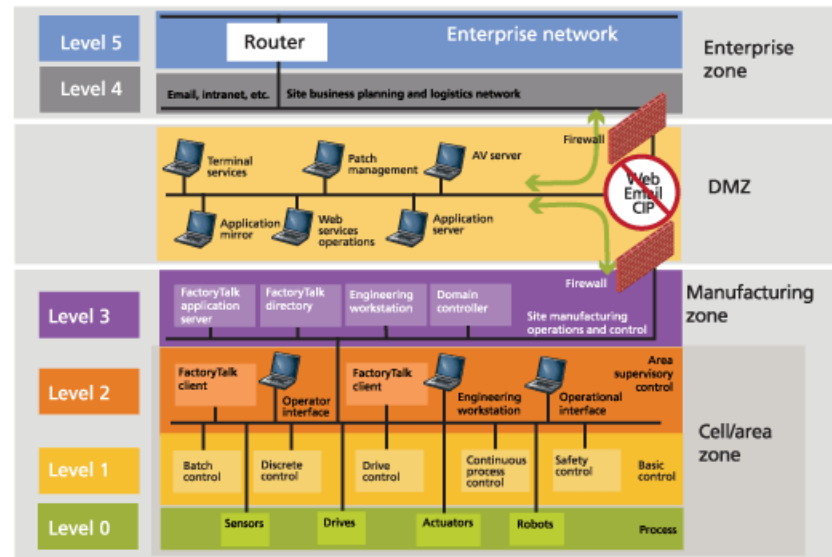 Level 5
Router
Enterprise network
Enterprise
zone
Level 4
Email, intranet, etc.
Site business planning and logistics network
Firewall
Terminal
services
Patch
management
AV server
Web
Email
CIP
DMZ
Application
mirror
Web
services
operations
Application
server
Firewall
Manufacturing
zone
Level 3
FactoryTalk
application
server
FactoryTalk
directory
Engineering
workstation
Domain
controller
Site manufacturing
operations and control
Level 2
FactoryTalk
client
Operator
interface
FactoryTalk
client
Engineering
workstation
Operational
interface
Area
supervisory
control
Cell/area
zone
Level 1
Batch
control
Discrete
control
Drive
control
Continuous
process
control
Safety
control
Basic
control
Level 0
Sensors
Drives
Actuators
Robots
Process